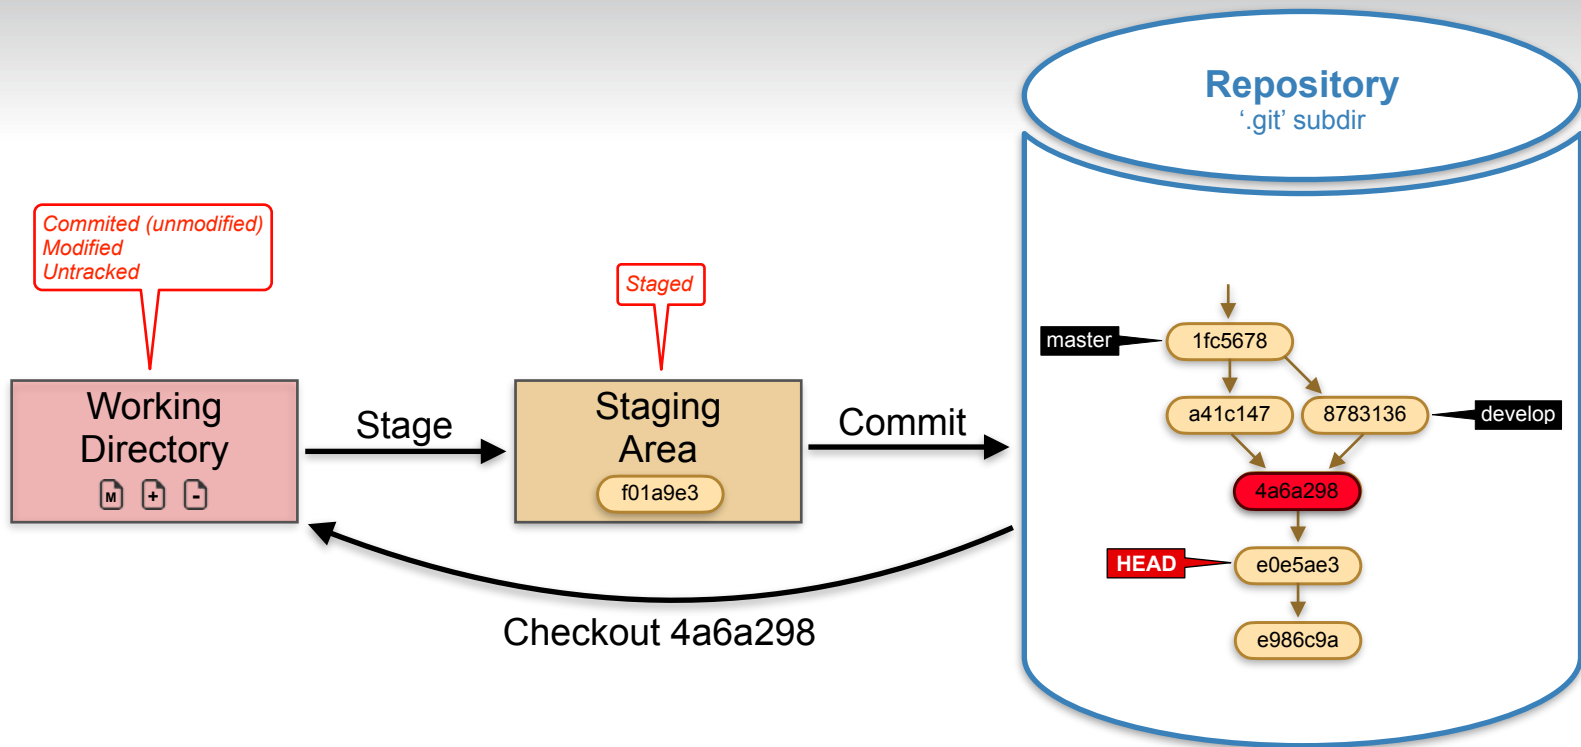 Repository
‘.git’ subdir
Commited (unmodified)
Modified
Untracked
Staged
Working
Directory
M
+
-
Stage
Staging
Area
f01a9e3
Commit
Checkout 4a6a298
master
1fc5678
a41c147
8783136
develop
4a6a298
HEAD
e0e5ae3
e986c9a